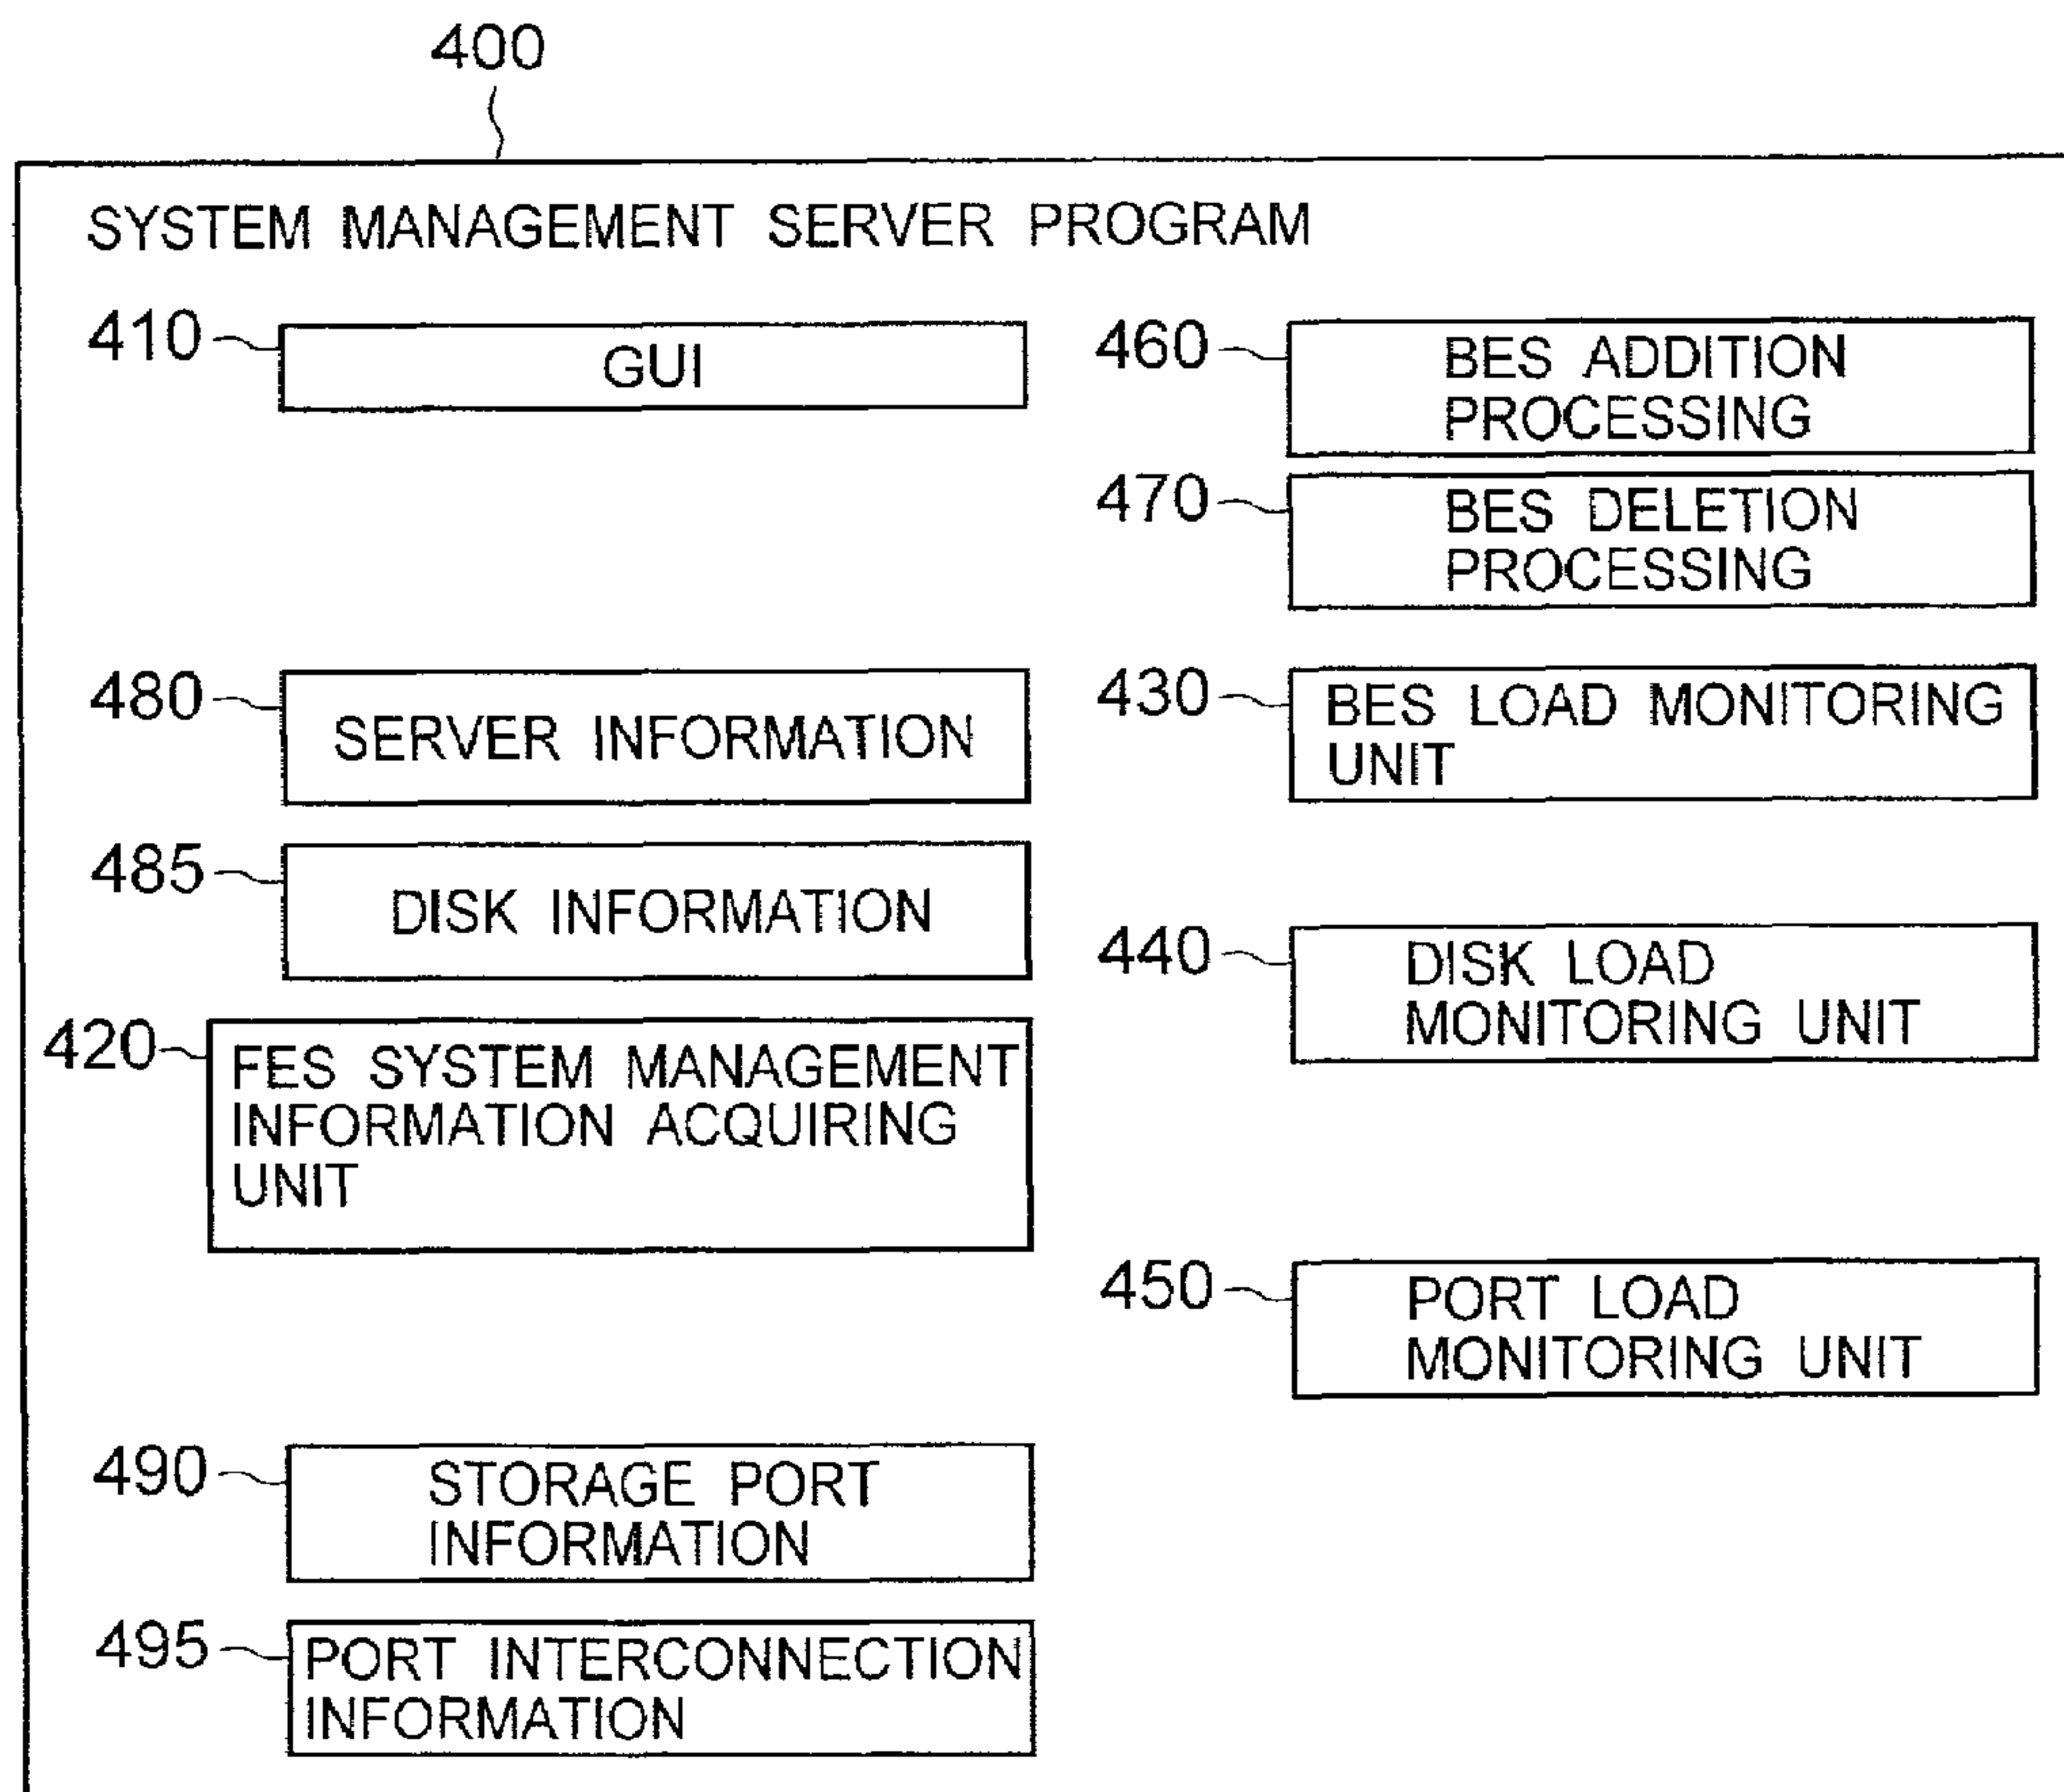 400
SYSTEM MANAGEMENT SERVER PROGRAM
410
GUI
480
SERVER INFORMATION
485
DISK INFORMATION
420
FES SYSTEM MANAGEMENT
INFORMATION ACQUIRING
UNIT
490
STORAGE PORT
INFORMATION
495
PORT INTERCONNECTION
INFORMATION
460
BES ADDITION
PROCESSING
470
BES DELETION
PROCESSING
430
BES LOAD MONITORING
UNIT
440
DISK LOAD
MONITORING UNIT
450
PORT LOAD
MONITORING UNIT